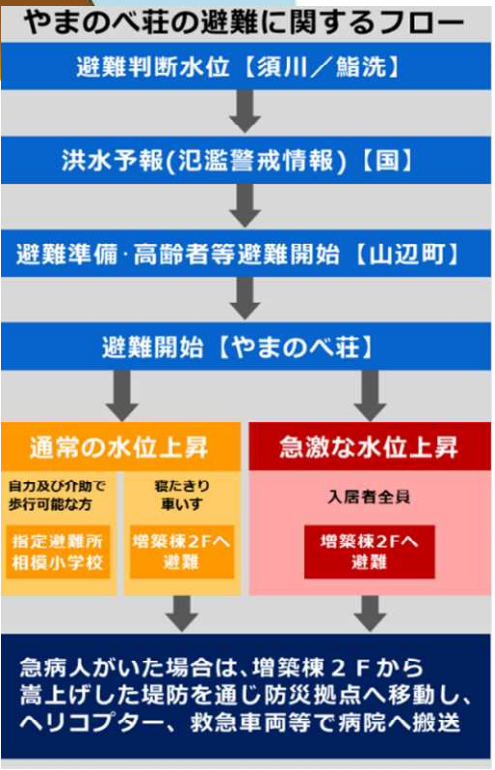 やまのべ荘の避難に関するフロー
避難判断水位【須川／鮨洗】
洪水予報(氾濫警戒情報)【国】
避難準備・高齢者等避難開始【山辺町】
避難開始【やまのべ荘】
通常の水位上昇
自力及び介助で
歩行可能な方
指定避難所
相模小学校
寝たきり
車いす
増築棟2Fへ
避難
急激な水位上昇
入居者全員
増築棟2Fへ
避難
急病人がいた場合は、増築棟２Ｆから
嵩上げした堤防を通じ防災拠点へ移動し、
ヘリコプター、救急車両等で病院へ搬送